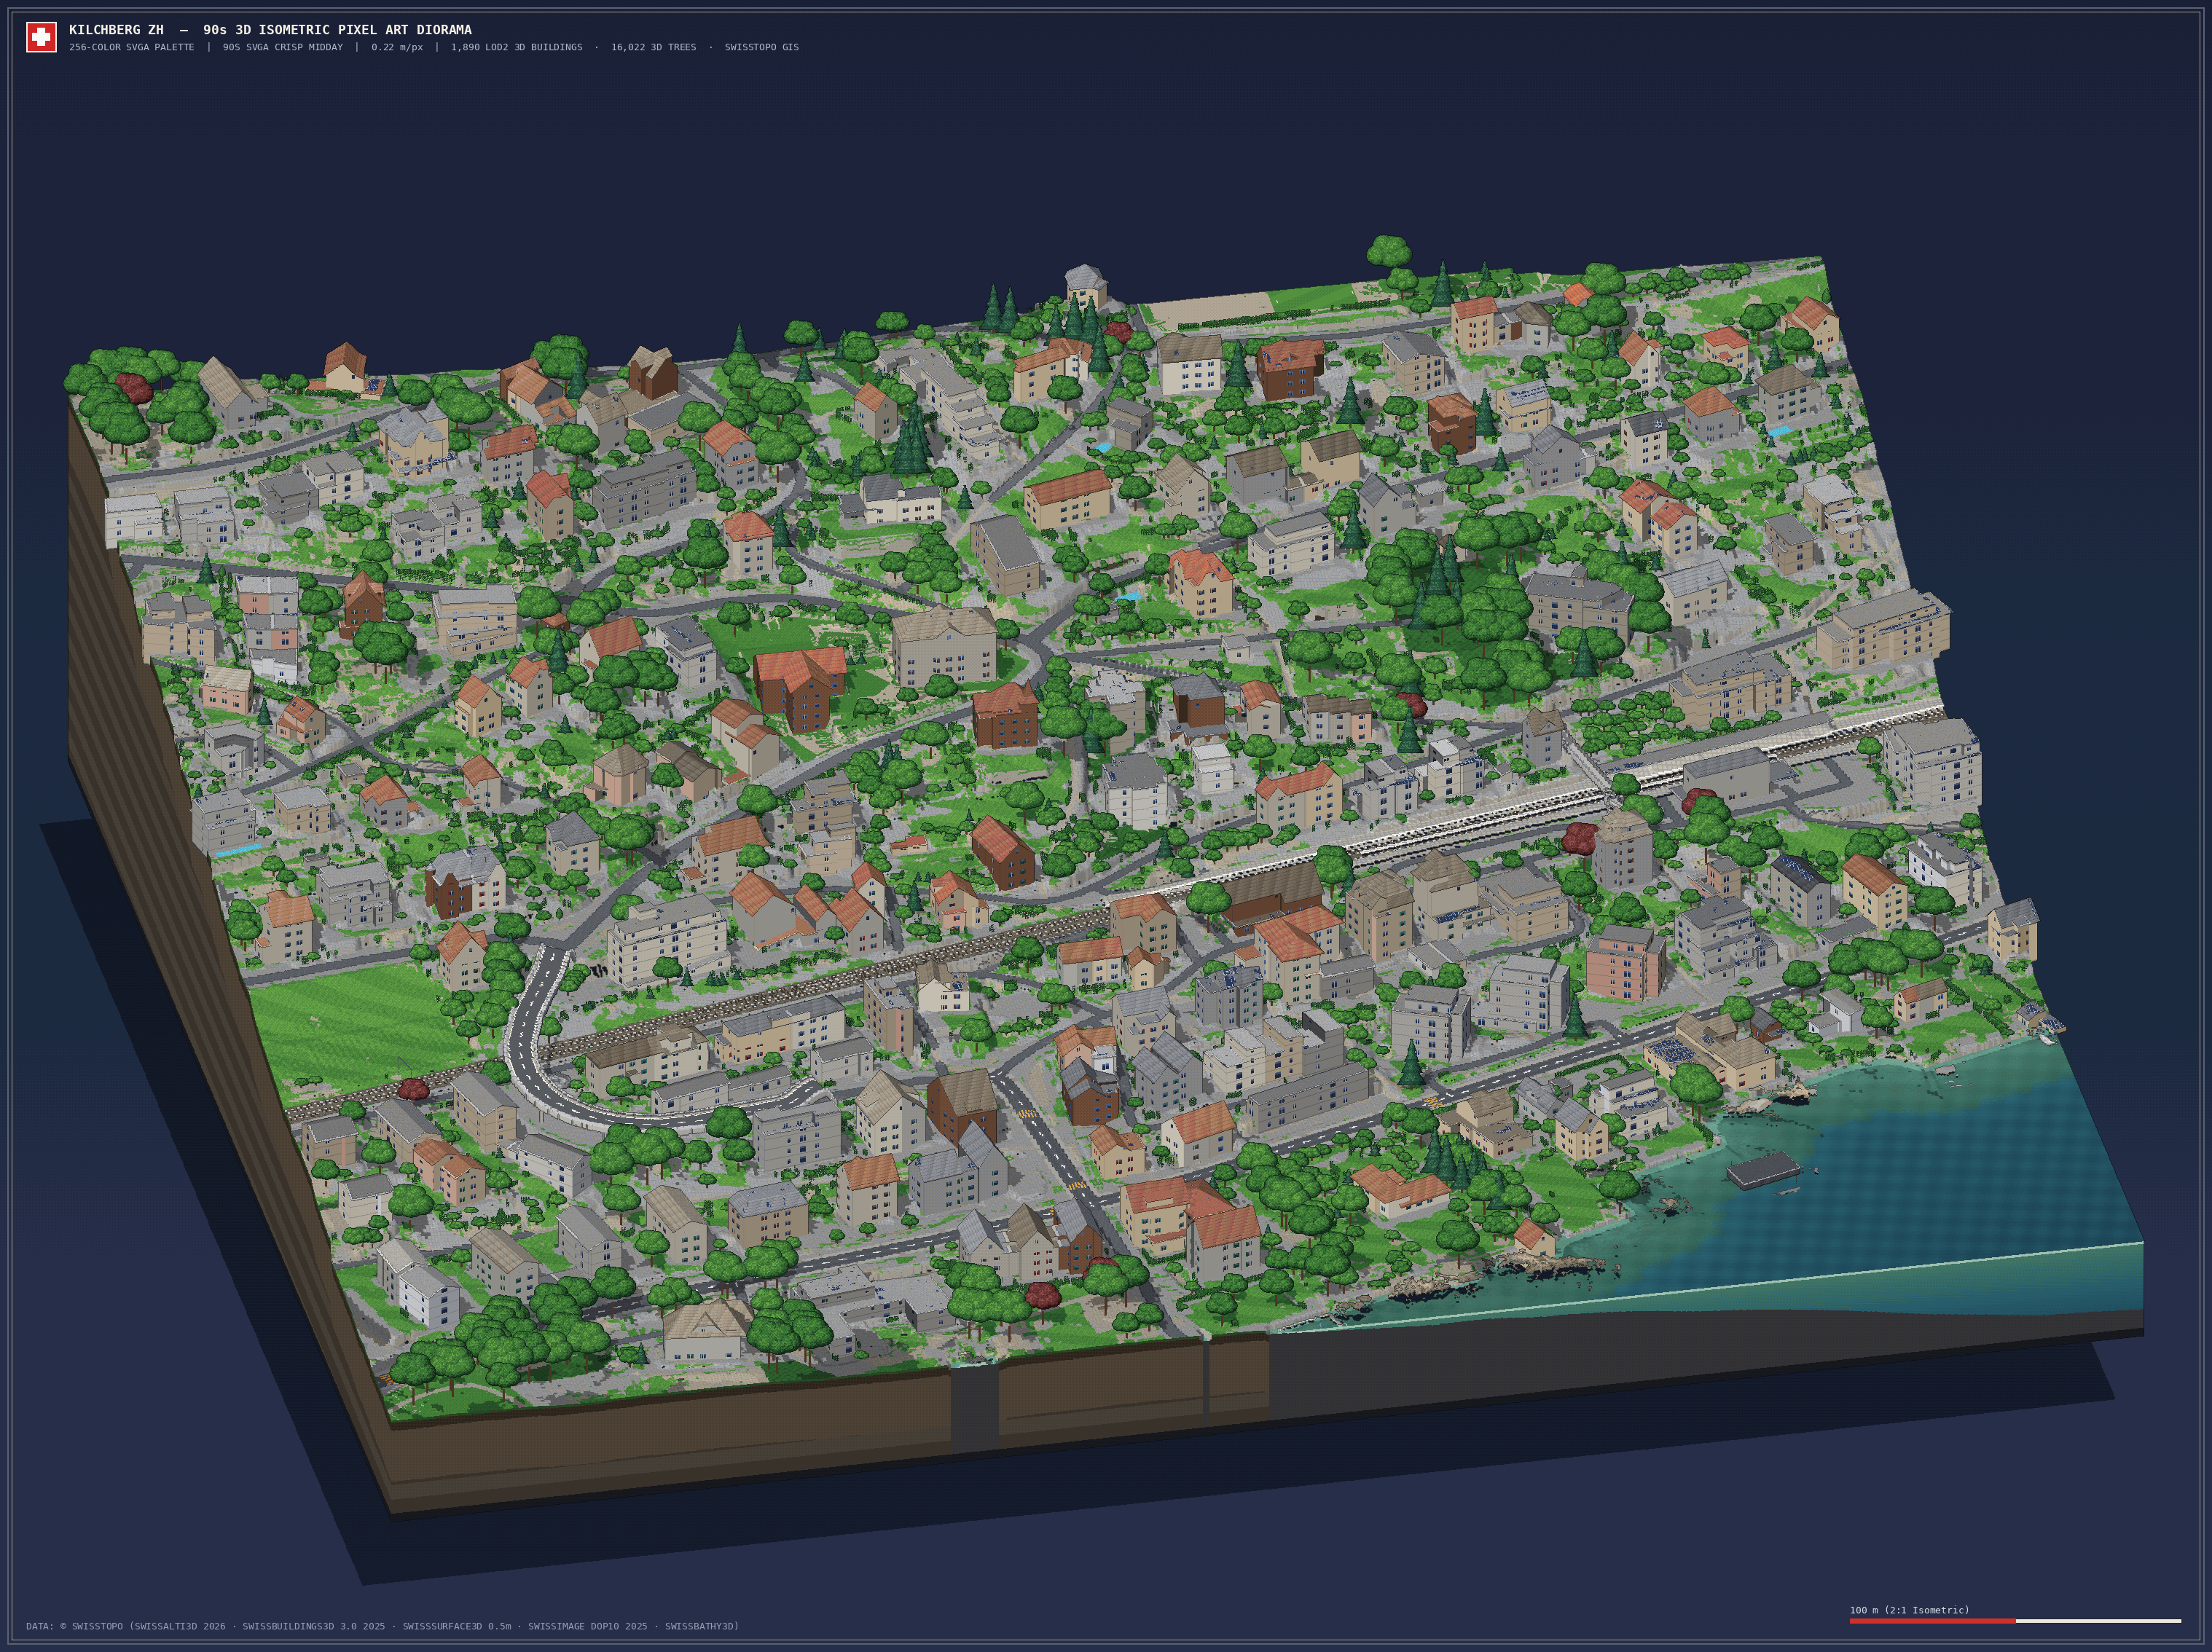 KILCHBERG ZH — 90s 3D ISOMETRIC PIXEL ART DIORAMA
256-COLOR SVGA PALETTE | 90S SVGA CRISP MIDDAY | 0.22 m/px | 1,890 LOD2 3D BUILDINGS · 16,022 3D TREES · SWISSTOPO GIS
100 m (2:1 Isometric)
DATA: © SWISSTOPO (SWISSALTI3D 2026 · SWISSBUILDINGS3D 3.0 2025 · SWISSSURFACE3D 0.5m · SWISSIMAGE DOP10 2025 · SWISSBATHY3D)